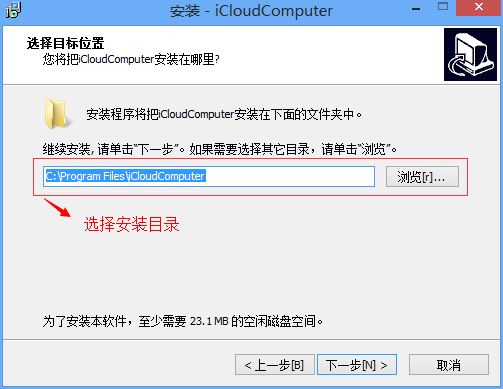 安装 - iCloudComputer
选择目标位置
您将把iCloudComputer安装在哪里?
安装程序将把iCloudComputer安装在下面的文件夹中。
继续安装,请单击“下一步”。如果需要选择其它目录，请单击“浏览”。
C:\Program Files\iCloudComputer
浏览[r]...
选择安装目录
为了安装本软件，至少需要 23.1 MB 的空闲磁盘空间。
< 上一步[B]
下一步[N] >
取消